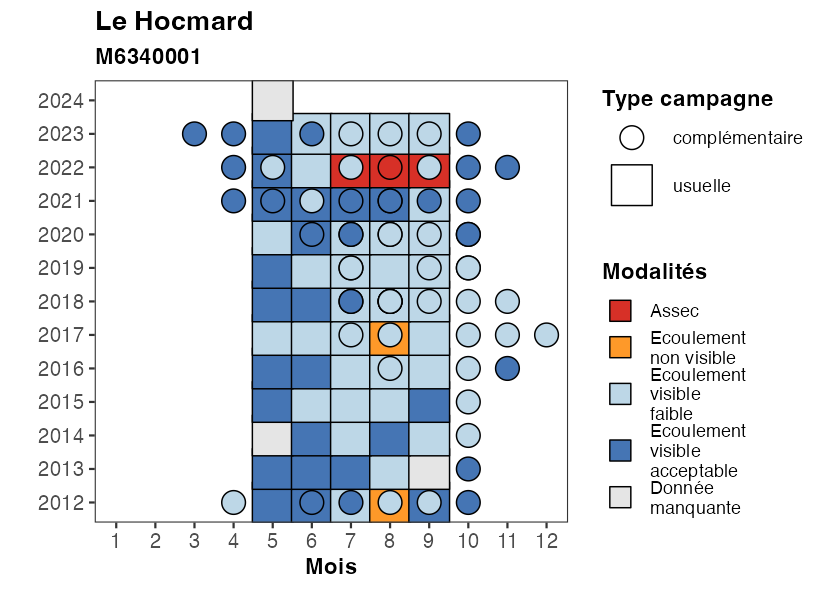 Le Hocmard
M6340001
2024
2023
2022
2021
2020
2019
2018
2017
2016
2015
2014
2013
2012
1 2 3 4 5 6 7 8 9 10 11 12
Mois
Type campagne
complémentaire
usuelle
Modalités
Assec
Ecoulement
non visible
Ecoulement
visible
faible
Ecoulement
visible
acceptable
Donnée
manquante